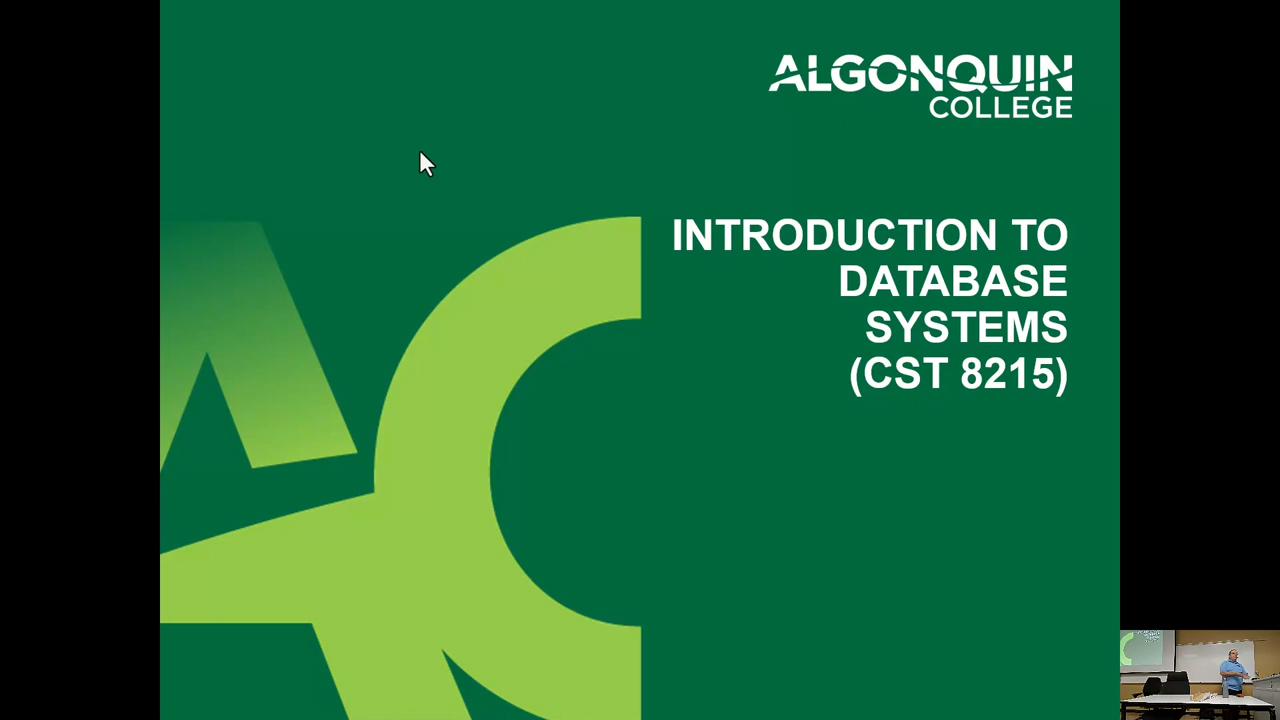 ALGONQUIN
COLLEGE
INTRODUCTION TO
DATABASE
SYSTEMS
(CST 8215)